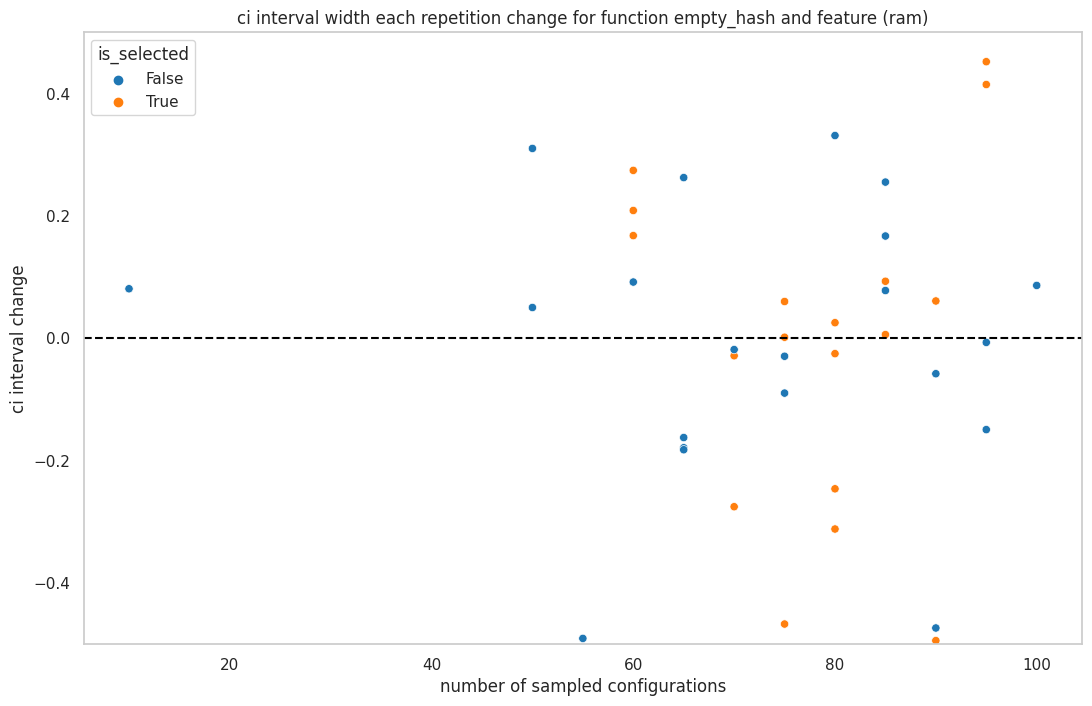 ci interval width each repetition change for function empty_hash and feature (ram)
is_selected
False
True
ci interval change
0.4
0.2
0.0
−0.2
−0.4
20
40
60
80
100
number of sampled configurations